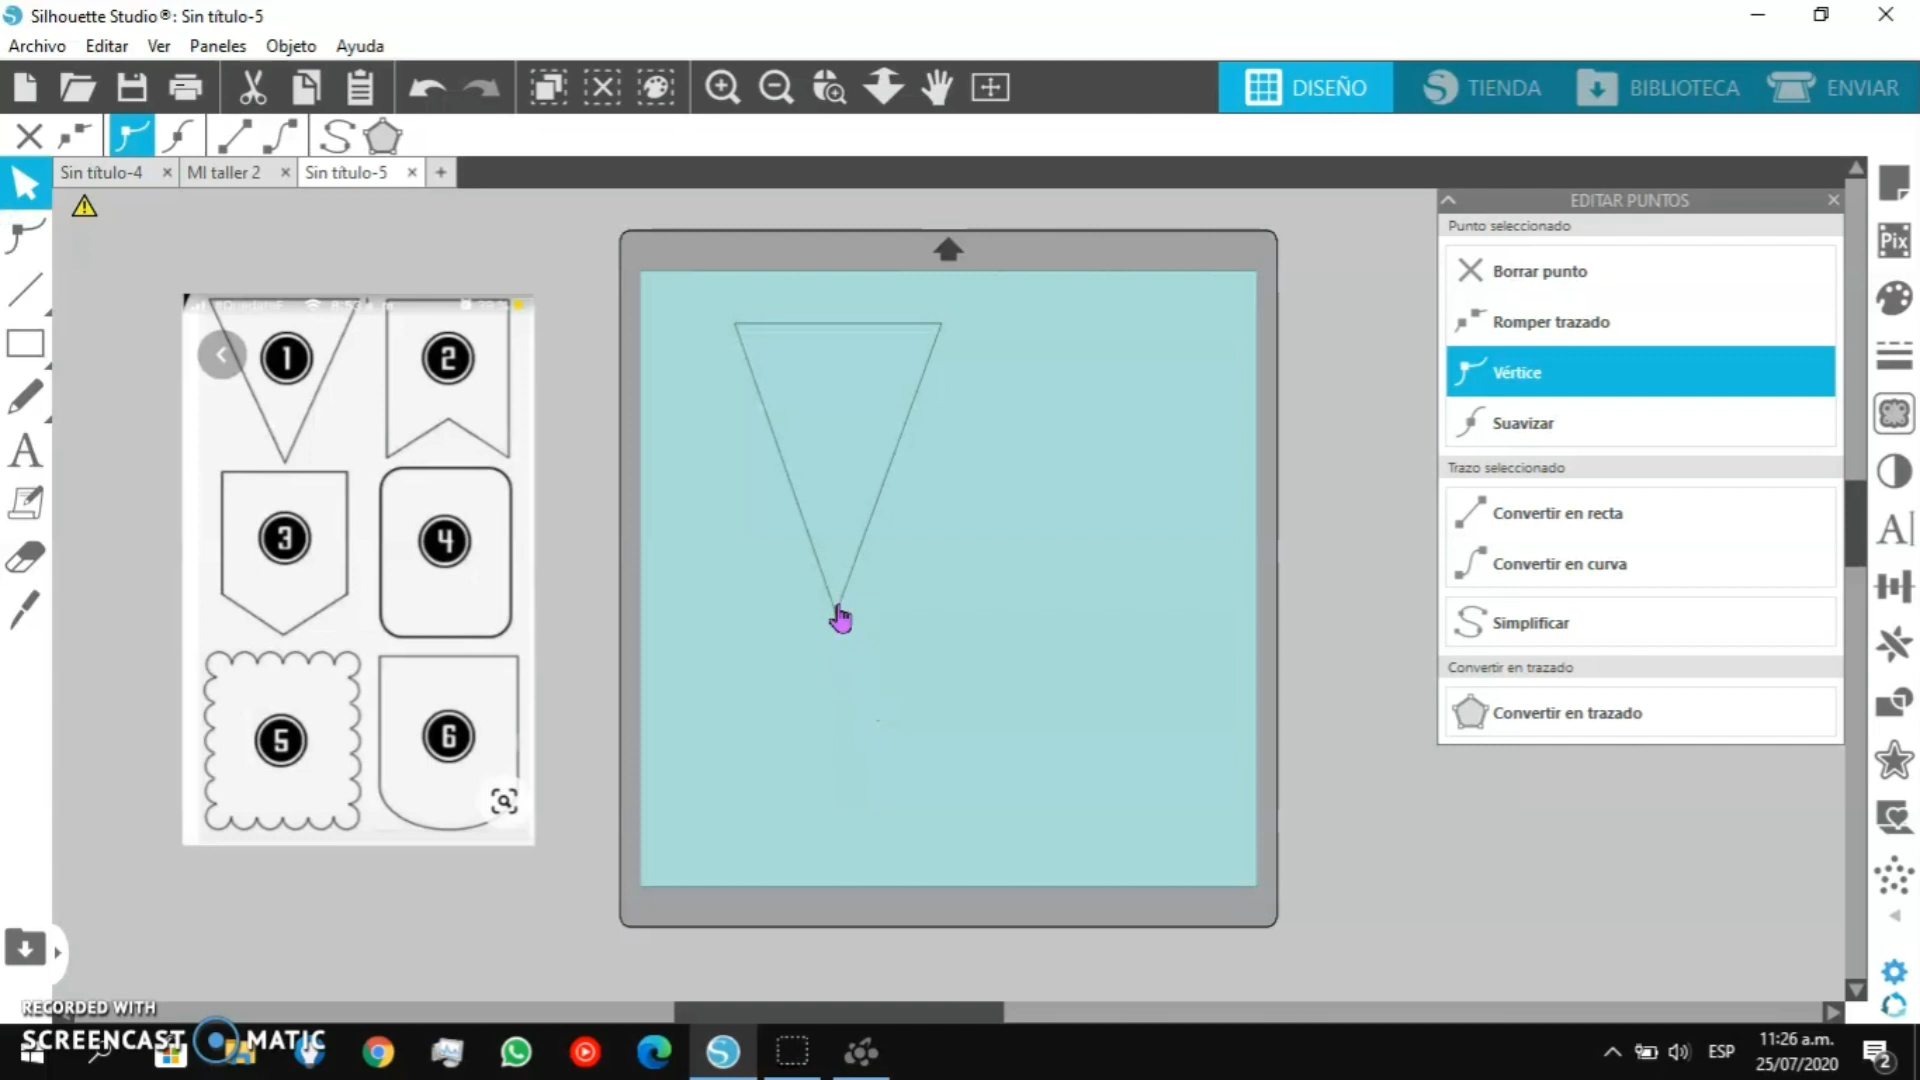 Silhouette Studio®: Sin título-5
Archivo Editar Ver Paneles Objeto Ayuda
DISEÑO TIENDA BIBLIOTECA ENVIAR
Sin título-4 MI taller 2 Sin título-5
EDITAR PUNTOS
Punto seleccionado
Borrar punto
Romper trazado
Vértice
Suavizar
Trazo seleccionado
Convertir en recta
Convertir en curva
Simplificar
Convertir en trazado
Convertir en trazado
Pix
1 2
3 4
5 6
RECORDED WITH
SCREENCAST MATIC
ESP
11:26 a.m.
25/07/2020
2